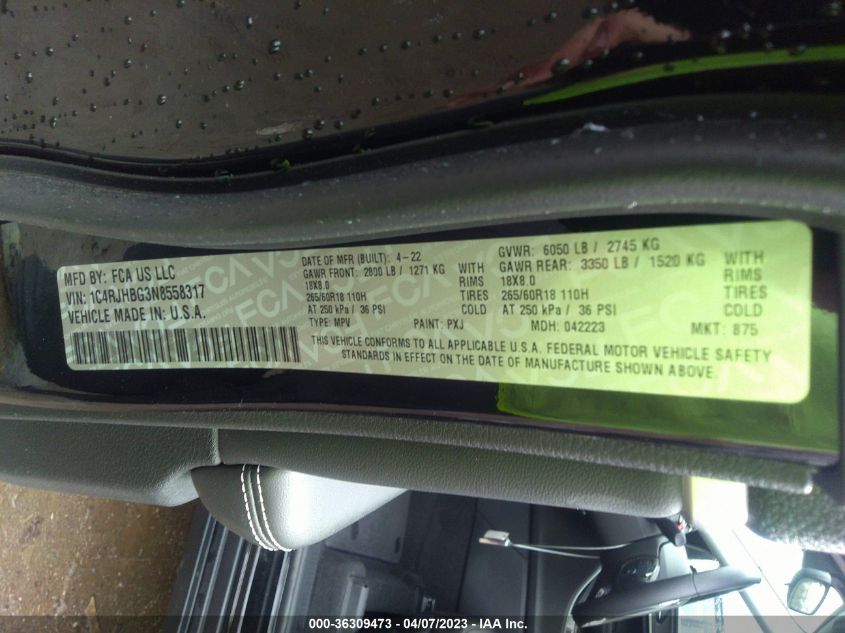 MFD BY: FCA US LLC
VIN: 1C4RJHBG3N8558317
VEHICLE MADE IN: U.S.A.
DATE OF MFR (BUILT): 4-22
GVWR: 6050 LB / 2745 KG
GAWR FRONT: 2800 LB / 1271 KG WITH
18X8.0 RIMS
265/60R18 110H TIRES
AT 250 kPa / 36 PSI COLD
GAWR REAR: 3350 LB / 1520 KG WITH
18X8.0 RIMS
265/60R18 110H TIRES
AT 250 kPa / 36 PSI COLD
TYPE: MPV PAINT: PXJ MDH: 042223 MKT: 875
THIS VEHICLE CONFORMS TO ALL APPLICABLE U.S.A. FEDERAL MOTOR VEHICLE SAFETY
STANDARDS IN EFFECT ON THE DATE OF MANUFACTURE SHOWN ABOVE.
000-36309473 - 04/07/2023 - IAA Inc.